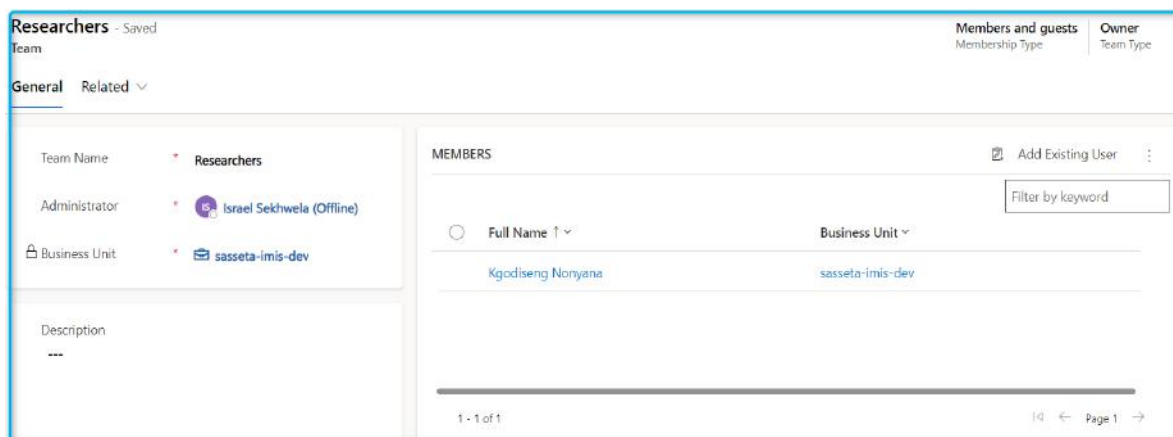 Researchers - Saved
Team
Members and guests
Membership Type
Owner
Team Type
General Related
Team Name * Researchers
Administrator * IS Israel Sekhwela (Offline)
Business Unit * sasseta-imis-dev
Description
---
MEMBERS
Add Existing User
Filter by keyword
Full Name ↑ Business Unit
Kgodiseng Nonyana sasseta-imis-dev
1 - 1 of 1
Page 1